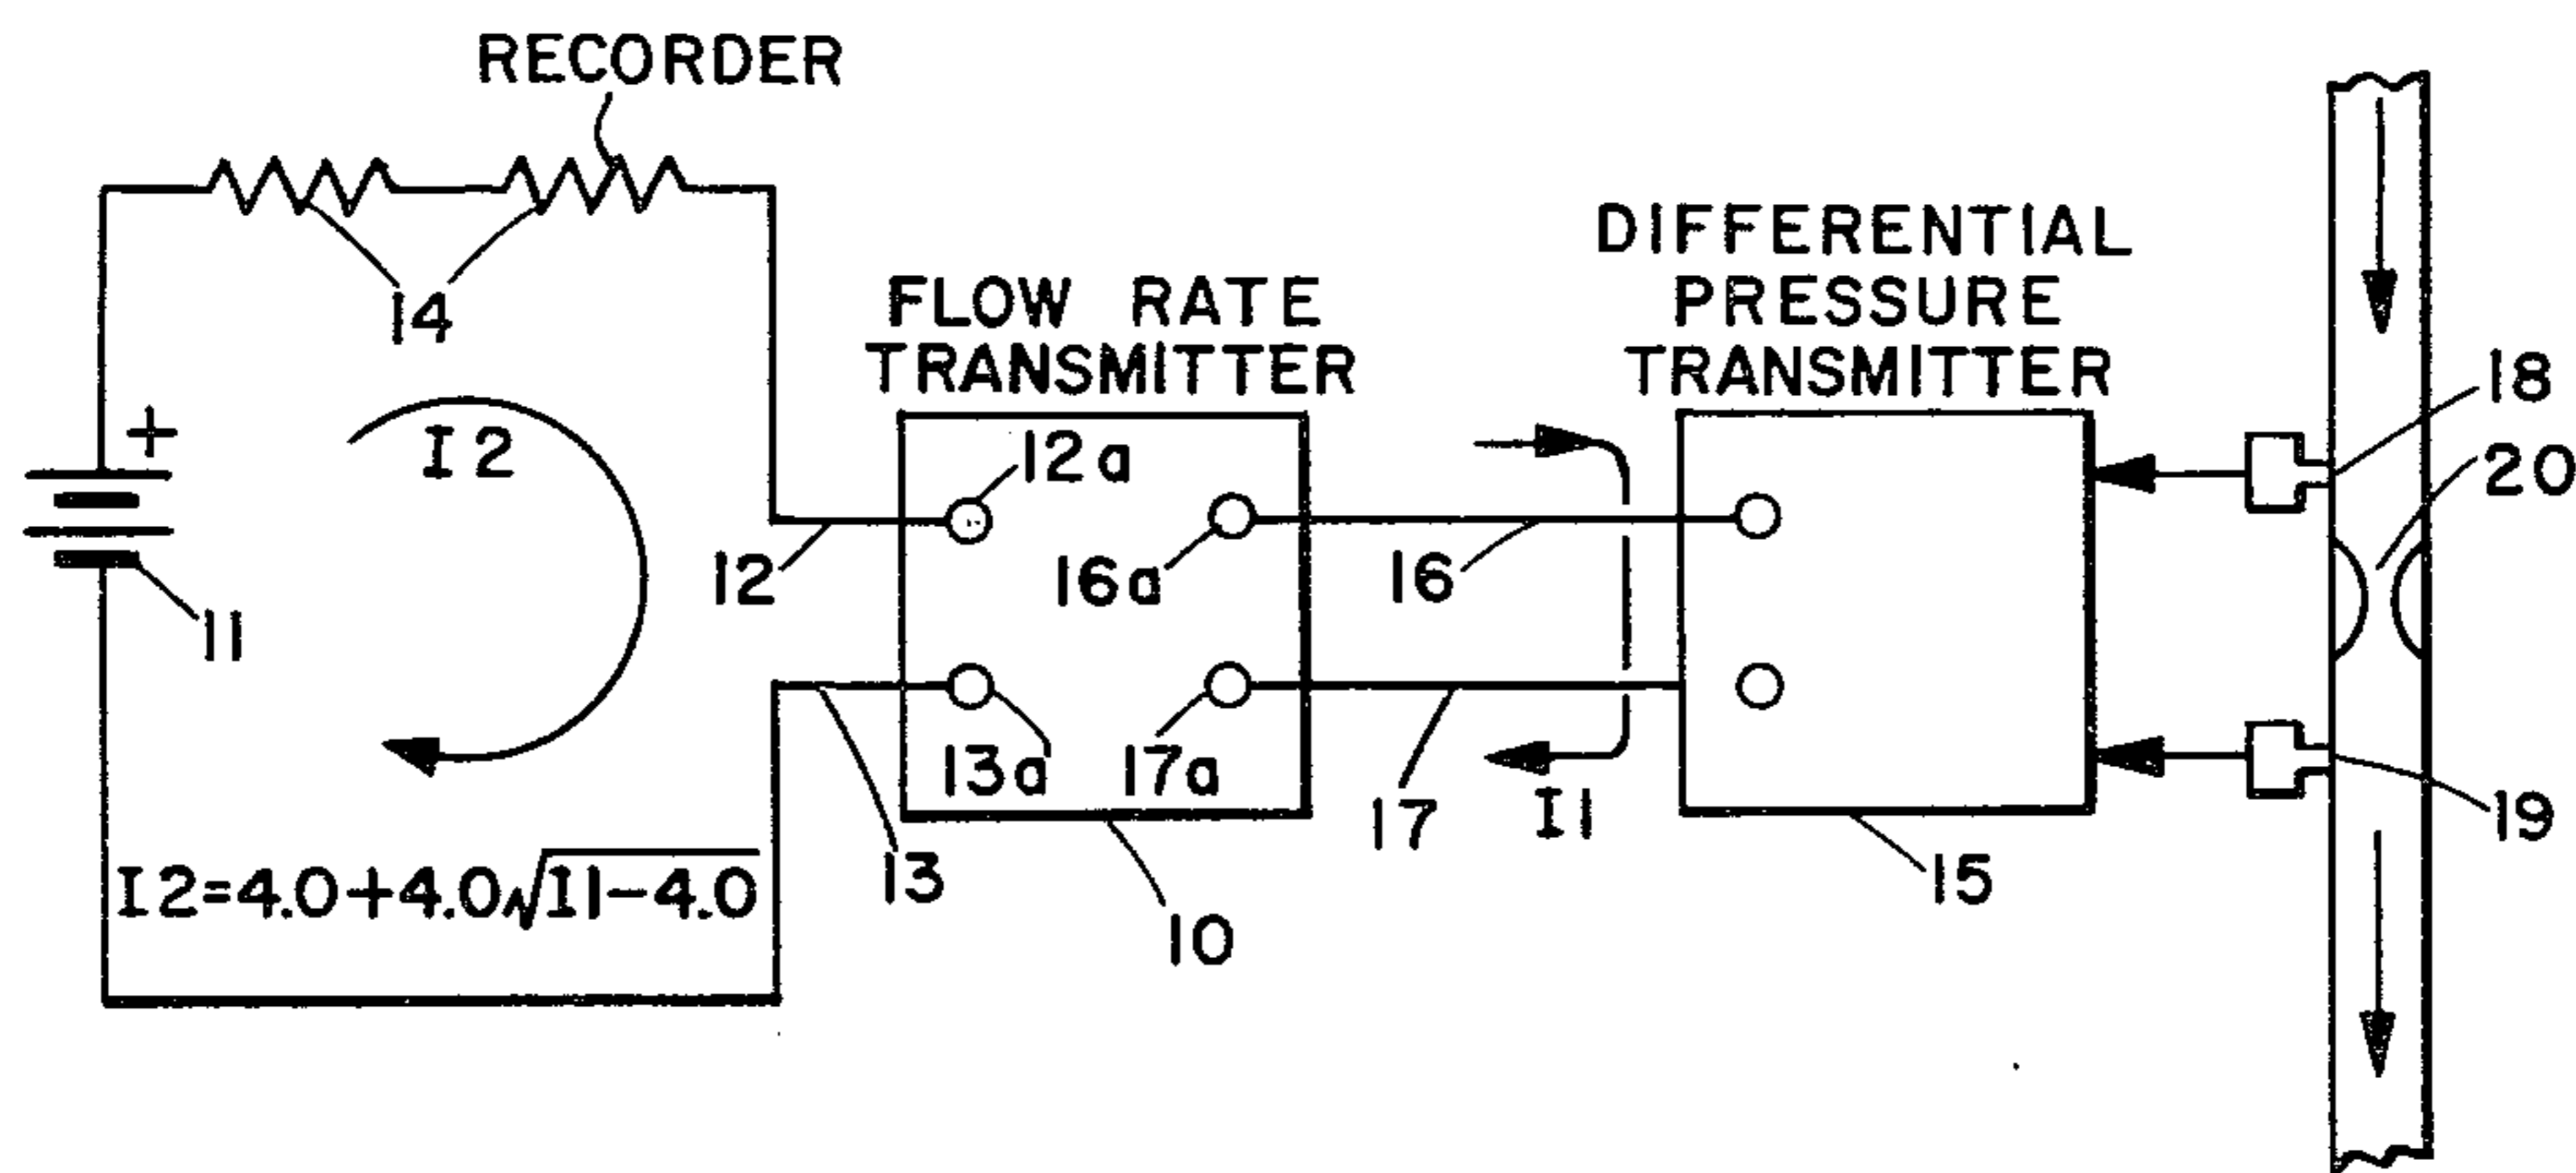 RECORDER
14
DIFFERENTIAL
PRESSURE
TRANSMITTER
FLOW RATE
TRANSMITTER
18
+
I2
12a
20
12
16a
16
11
13a
17a
17
I1
19
13
15
I2=4.0+4.0√I1-4.0
10